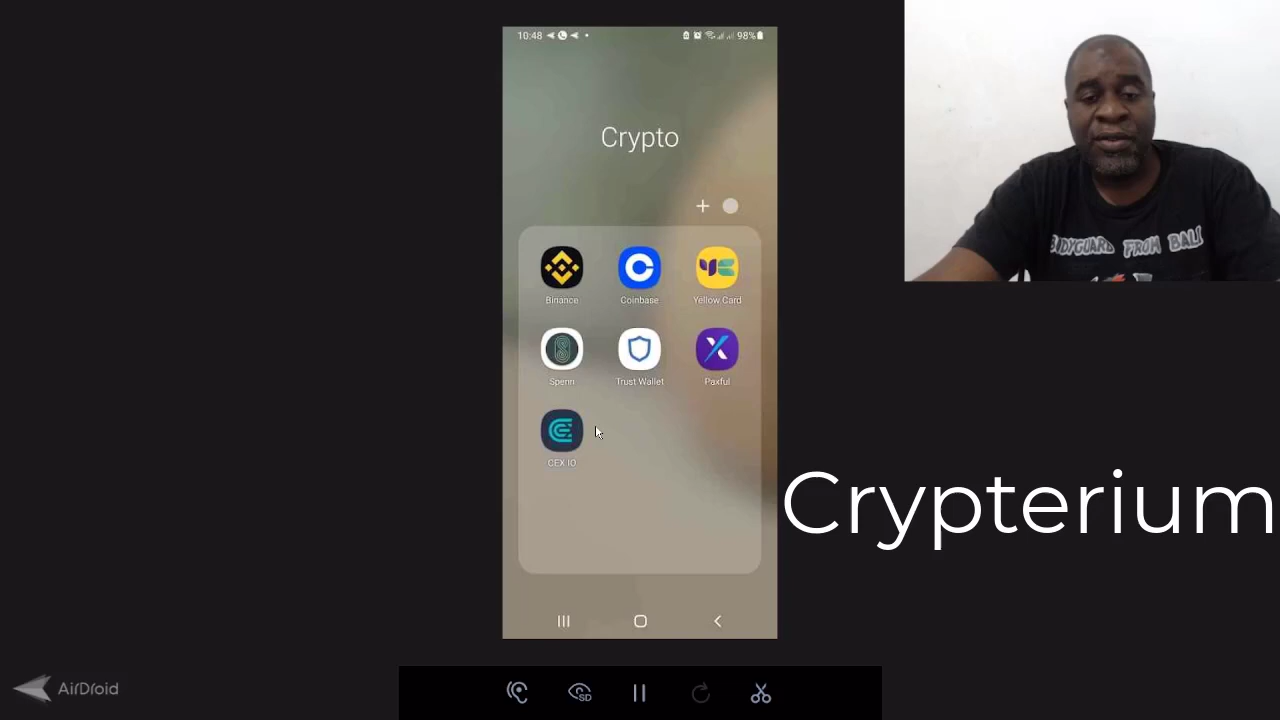 10:48
98%
Crypto
Binance
Coinbase
Yellow Card
Spenn
Trust Wallet
Paxful
CEX.IO
BODYGUARD FROM BALI
Crypterium
SD
AirDroid